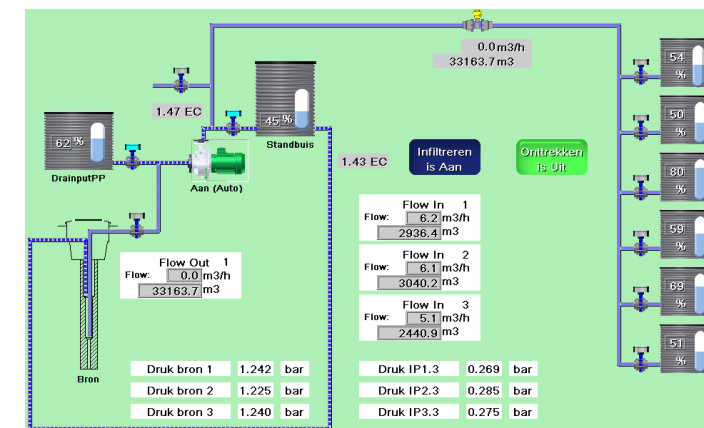 0.0 m3/h
33163.7 m3
54 %
1.47 EC
50 %
45 %
Standbuis
62 %
DrainputPP
Aan (Auto)
1.43 EC
Infiltreren
is Aan
Onttrekken
is Uit
80 %
Flow In 1
Flow: 6.2 m3/h
2936.4 m3
59 %
Flow In 2
Flow: 6.1 m3/h
3040.2 m3
Flow Out 1
Flow: 0.0 m3/h
33163.7 m3
69 %
Flow In 3
Flow: 5.1 m3/h
2440.9 m3
51 %
Bron
Druk bron 1 1.242 bar
Druk IP1.3 0.269 bar
Druk bron 2 1.225 bar
Druk IP2.3 0.285 bar
Druk bron 3 1.240 bar
Druk IP3.3 0.275 bar